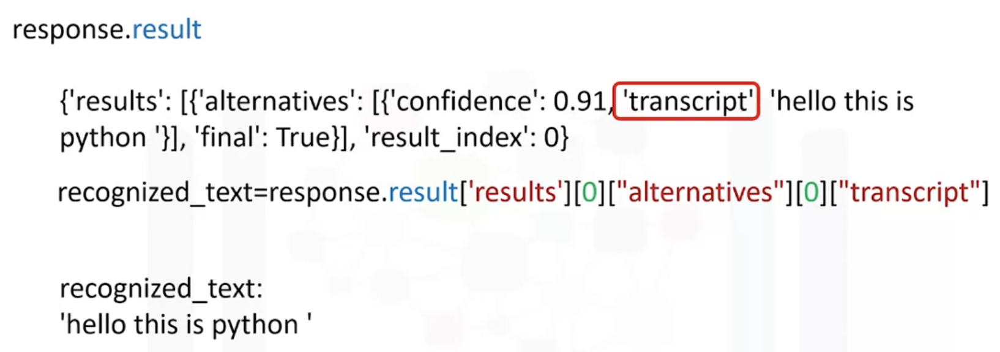 response.result
{'results': [{'alternatives': [{'confidence': 0.91, 'transcript' 'hello this is
python '}], 'final': True}], 'result_index': 0}
recognized_text=response.result['results'][0]["alternatives"][0]["transcript"]
recognized_text:
'hello this is python '